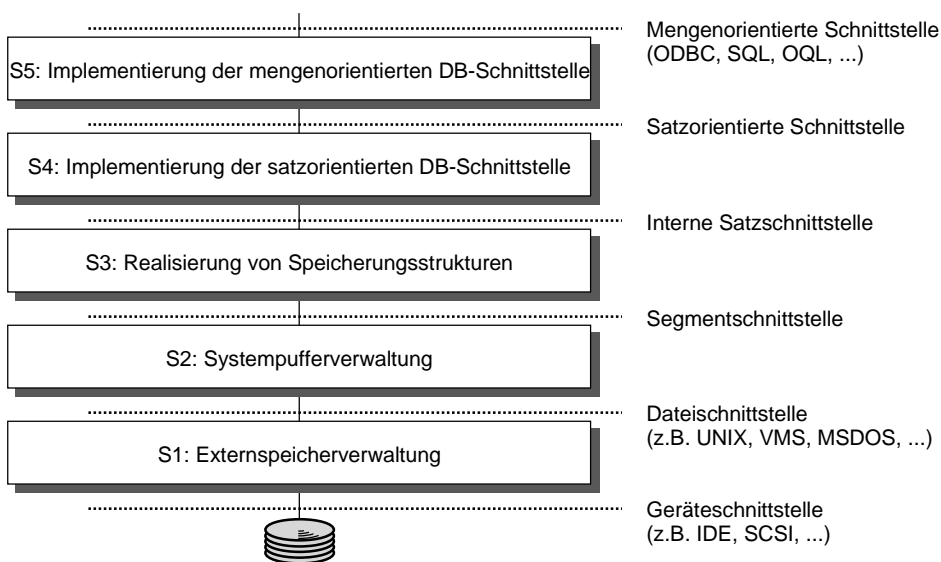 Mengenorientierte Schnittstelle
(ODBC, SQL, OQL, ...)
S5: Implementierung der mengenorientierten DB-Schnittstelle
Satzorientierte Schnittstelle
S4: Implementierung der satzorientierten DB-Schnittstelle
Interne Satzschnittstelle
S3: Realisierung von Speicherungsstrukturen
Segmentschnittstelle
S2: Systempufferverwaltung
Dateischnittstelle
(z.B. UNIX, VMS, MSDOS, ...)
S1: Externspeicherverwaltung
Geräteschnittstelle
(z.B. IDE, SCSI, ...)